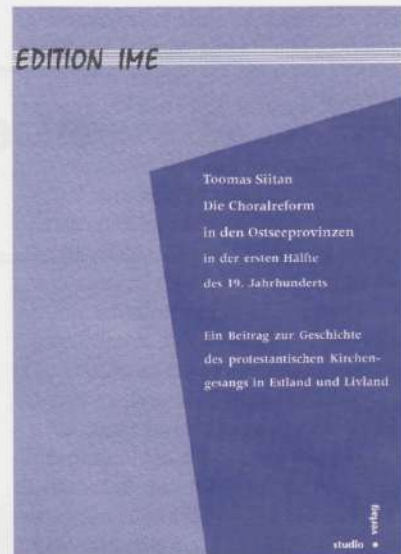 EDITION IME
Toomas Siitan
Die Choralreform
in den Ostseeprovinzen
in der ersten Hälfte
des 19. Jahrhunderts
Ein Beitrag zur Geschichte
des protestantischen Kirchen-
gesangs in Estland und Livland
studio • verlag